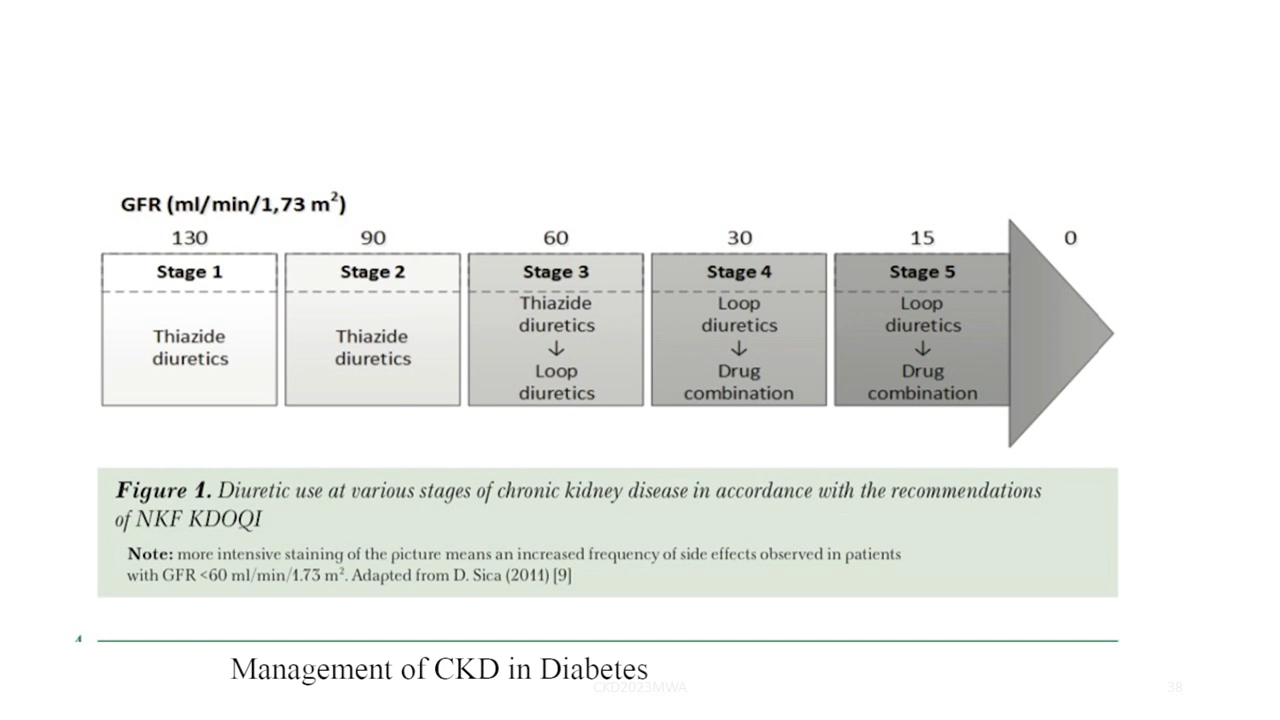 GFR (ml/min/1,73 m²)
130 90 60 30 15 0
Stage 1
Thiazide
diuretics
Stage 2
Thiazide
diuretics
Stage 3
Thiazide
diuretics
↓
Loop
diuretics
Stage 4
Loop
diuretics
↓
Drug
combination
Stage 5
Loop
diuretics
↓
Drug
combination
Figure 1. Diuretic use at various stages of chronic kidney disease in accordance with the recommendations
of NKF KDOQI
Note: more intensive staining of the picture means an increased frequency of side effects observed in patients
with GFR <60 ml/min/1.73 m². Adapted from D. Sica (2011) [9]
Management of CKD in Diabetes
CKD2023MWA
38